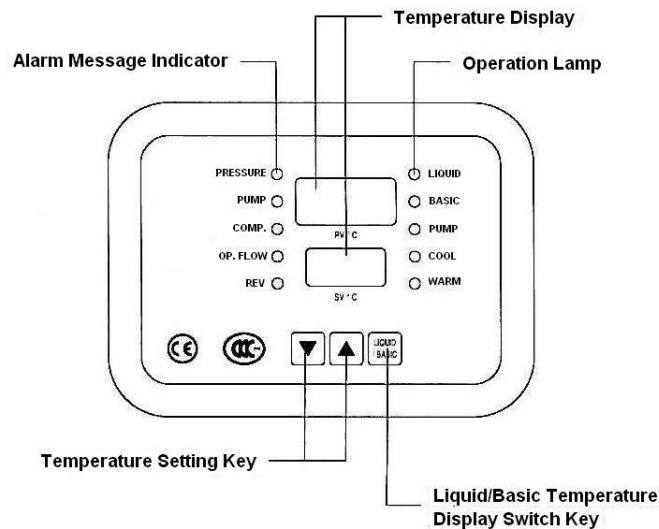 Temperature Display
Alarm Message Indicator
Operation Lamp
PRESSURE
LIQUID
PUMP
BASIC
COMP.
PUMP
PV °C
OP. FLOW
COOL
REV
WARM
SV °C
CE
CCC
LIQUID
/ BASIC
Temperature Setting Key
Liquid/Basic Temperature
Display Switch Key